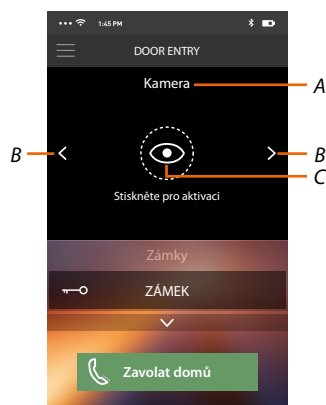 1:45 PM
DOOR ENTRY
Kamera
A
B
B
C
Stiskněte pro aktivaci
Zámky
ZÁMEK
Zavolat domů